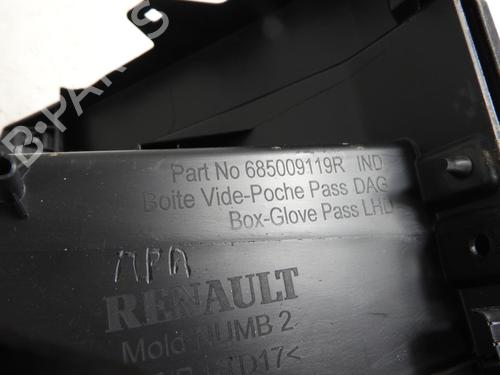 Part No 685009119R IND
Boite Vide-Poche Pass DAG
Box-Glove Pass LHD
RENAULT
Mold NUMB 2
B-PARTS